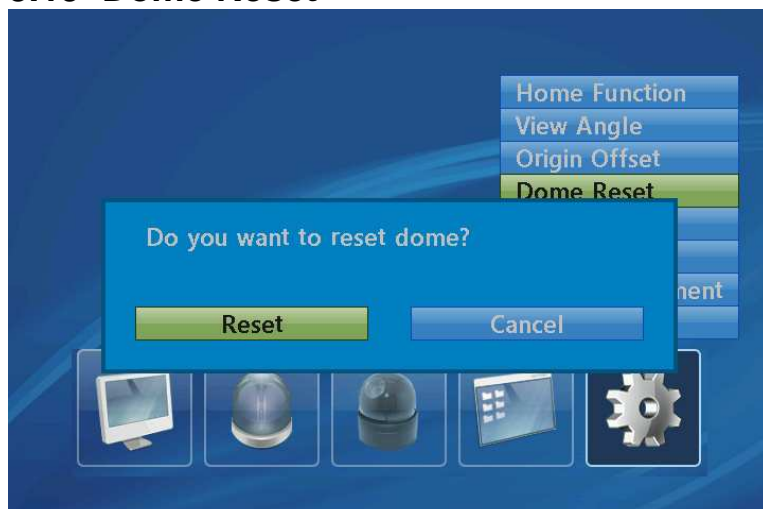 Home Function
View Angle
Origin Offset
Dome Reset
Do you want to reset dome?
Reset
Cancel